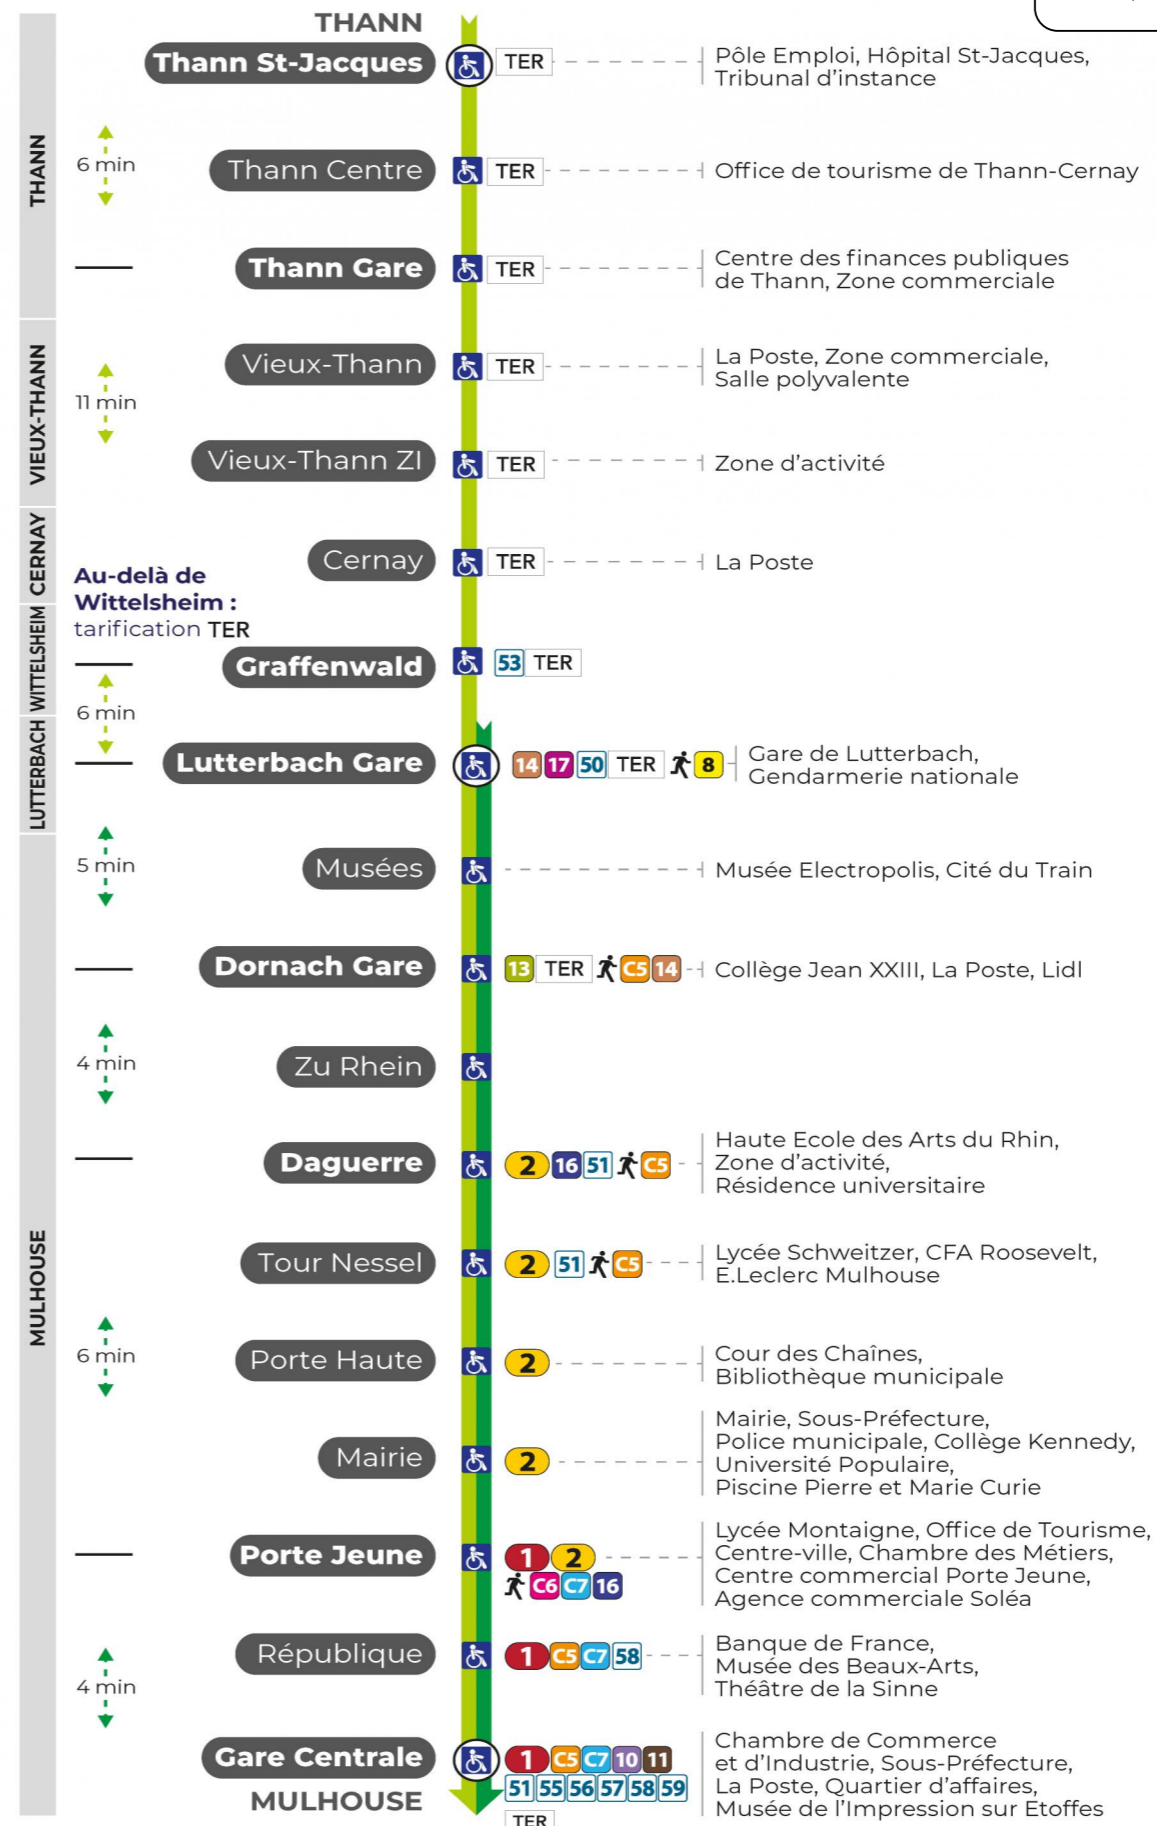 THANN
Thann St-Jacques TER Pôle Emploi, Hôpital St-Jacques,
Tribunal d'instance
THANN
6 min
Thann Centre TER Office de tourisme de Thann-Cernay
Thann Gare TER Centre des finances publiques
de Thann, Zone commerciale
VIEUX-THANN
Vieux-Thann TER La Poste, Zone commerciale,
Salle polyvalente
11 min
Vieux-Thann ZI TER Zone d'activité
CERNAY
Cernay TER La Poste
Au-delà de
Wittelsheim :
tarification TER
WITTELSHEIM
Graffenwald 53 TER
6 min
LUTTERBACH
Lutterbach Gare 14 17 50 TER 8 Gare de Lutterbach,
Gendarmerie nationale
MULHOUSE
5 min
Musées Musée Electropolis, Cité du Train
Dornach Gare 13 TER C5 14 Collège Jean XXIII, La Poste, Lidl
4 min
Zu Rhein
Daguerre 2 16 51 C5 Haute Ecole des Arts du Rhin,
Zone d'activité,
Résidence universitaire
Tour Nessel 2 51 C5 Lycée Schweitzer, CFA Roosevelt,
E.Leclerc Mulhouse
6 min
Porte Haute 2 Cour des Chaînes,
Bibliothèque municipale
Mairie 2 Mairie, Sous-Préfecture,
Police municipale, Collège Kennedy,
Université Populaire,
Piscine Pierre et Marie Curie
Porte Jeune 1 2 Lycée Montaigne, Office de Tourisme,
Centre-ville, Chambre des Métiers,
C6 C7 16 Centre commercial Porte Jeune,
Agence commerciale Soléa
République 1 C5 C7 58 Banque de France,
Musée des Beaux-Arts,
Théâtre de la Sinne
4 min
Gare Centrale 1 C5 C7 10 11 Chambre de Commerce
et d'Industrie, Sous-Préfecture,
51 55 56 57 58 59 La Poste, Quartier d'affaires,
MULHOUSE Musée de l'Impression sur Etoffes
TER